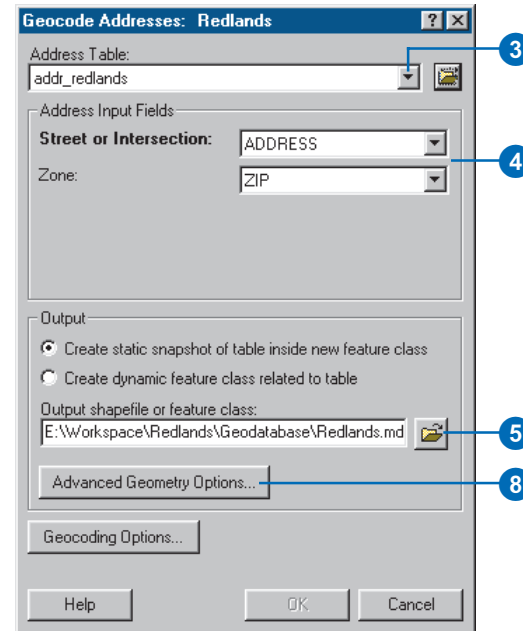 Geocode Addresses: Redlands
Address Table:
addr_redlands
3
Address Input Fields
Street or Intersection: ADDRESS
4
Zone: ZIP
Output
Create static snapshot of table inside new feature class
Create dynamic feature class related to table
Output shapefile or feature class:
E:\Workspace\Redlands\Geodatabase\Redlands.md
5
Advanced Geometry Options...
8
Geocoding Options...
Help OK Cancel